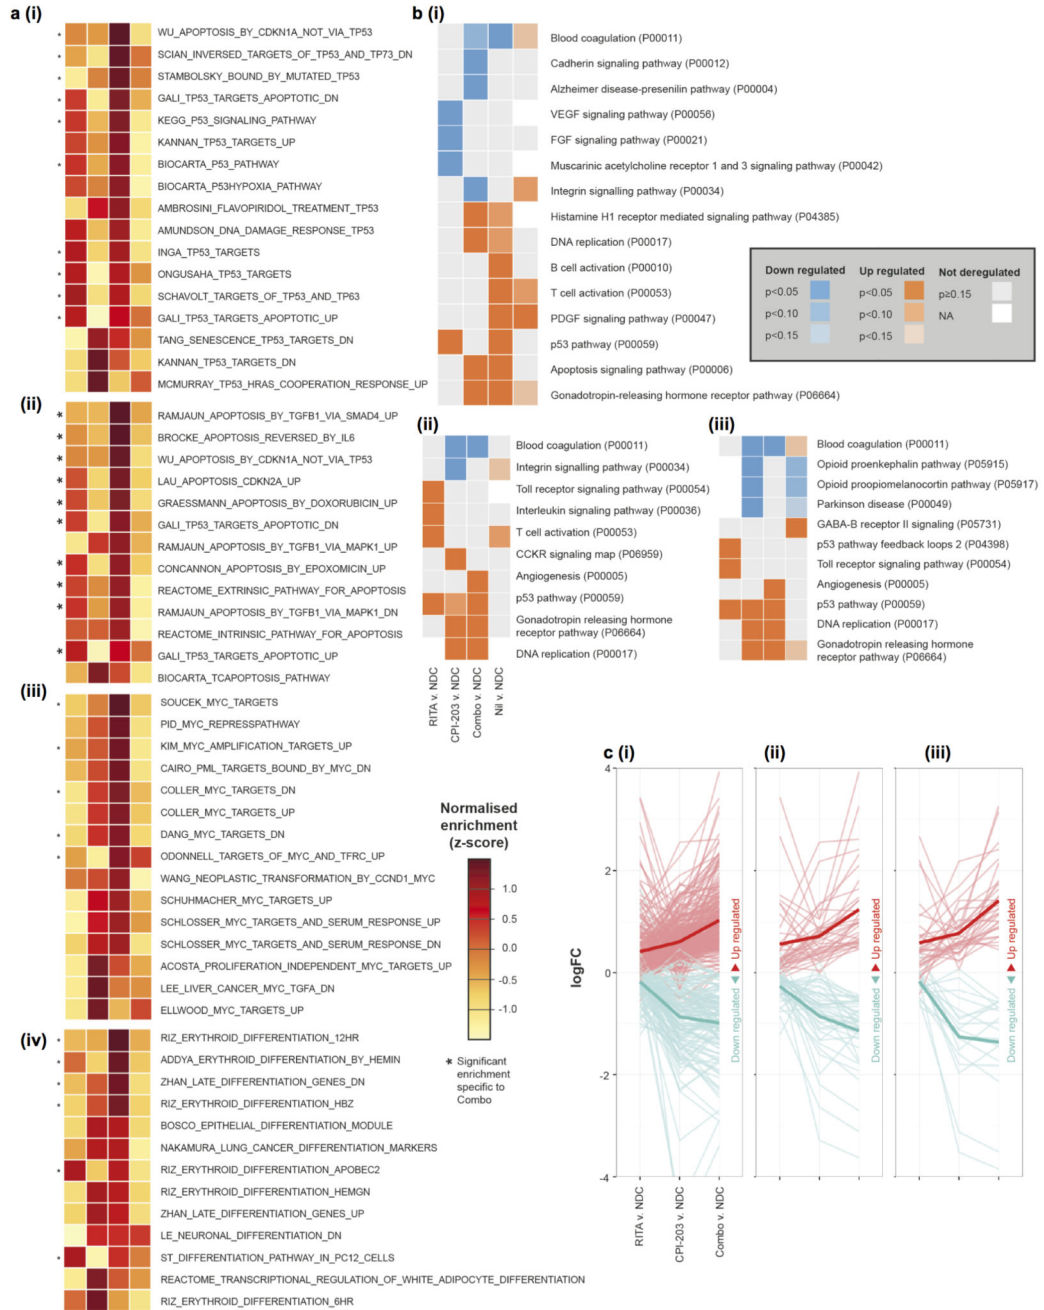 a (i)
WU_APOPTOSIS_BY_CDKN1A_NOT_VIA_TP53
SCIAN_INVERSED_TARGETS_OF_TP53_AND_TP73_DN
STAMBOLSKY_BOUND_BY_MUTATED_TP53
GALI_TP53_TARGETS_APOPTOTIC_DN
KEGG_P53_SIGNALING_PATHWAY
KANNAN_TP53_TARGETS_UP
BIOCARTA_P53_PATHWAY
BIOCARTA_P53HYPOXIA_PATHWAY
AMBROSINI_FLAVOPIRIDOL_TREATMENT_TP53
AMUNDSON_DNA_DAMAGE_RESPONSE_TP53
INGA_TP53_TARGETS
ONGUSAHA_TP53_TARGETS
SCHAVOLT_TARGETS_OF_TP53_AND_TP63
GALI_TP53_TARGETS_APOPTOTIC_UP
TANG_SENESCENCE_TP53_TARGETS_DN
KANNAN_TP53_TARGETS_DN
MCMURRAY_TP53_HRAS_COOPERATION_RESPONSE_UP
(ii)
RAMJAUN_APOPTOSIS_BY_TGFB1_VIA_SMAD4_UP
BROCKE_APOPTOSIS_REVERSED_BY_IL6
WU_APOPTOSIS_BY_CDKN1A_NOT_VIA_TP53
LAU_APOPTOSIS_CDKN2A_UP
GRAESSMANN_APOPTOSIS_BY_DOXORUBICIN_UP
GALI_TP53_TARGETS_APOPTOTIC_DN
RAMJAUN_APOPTOSIS_BY_TGFB1_VIA_MAPK1_UP
CONCANNON_APOPTOSIS_BY_EPOXOMICIN_UP
REACTOME_EXTRINSIC_PATHWAY_FOR_APOPTOSIS
RAMJAUN_APOPTOSIS_BY_TGFB1_VIA_MAPK1_DN
REACTOME_INTRINSIC_PATHWAY_FOR_APOPTOSIS
GALI_TP53_TARGETS_APOPTOTIC_UP
BIOCARTA_TCAPOPTOSIS_PATHWAY
(iii)
SOUCEK_MYC_TARGETS
PID_MYC_REPRESSPATHWAY
KIM_MYC_AMPLIFICATION_TARGETS_UP
CAIRO_PML_TARGETS_BOUND_BY_MYC_DN
COLLER_MYC_TARGETS_DN
COLLER_MYC_TARGETS_UP
DANG_MYC_TARGETS_DN
ODONNELL_TARGETS_OF_MYC_AND_TFRC_UP
WANG_NEOPLASTIC_TRANSFORMATION_BY_CCND1_MYC
SCHUHMACHER_MYC_TARGETS_UP
SCHLOSSER_MYC_TARGETS_AND_SERUM_RESPONSE_UP
SCHLOSSER_MYC_TARGETS_AND_SERUM_RESPONSE_DN
ACOSTA_PROLIFERATION_INDEPENDENT_MYC_TARGETS_UP
LEE_LIVER_CANCER_MYC_TGFA_DN
ELLWOOD_MYC_TARGETS_UP
(iv)
RIZ_ERYTHROID_DIFFERENTIATION_12HR
ADDYA_ERYTHROID_DIFFERENTIATION_BY_HEMIN
ZHAN_LATE_DIFFERENTIATION_GENES_DN
RIZ_ERYTHROID_DIFFERENTIATION_HBZ
BOSCO_EPITHELIAL_DIFFERENTIATION_MODULE
NAKAMURA_LUNG_CANCER_DIFFERENTIATION_MARKERS
RIZ_ERYTHROID_DIFFERENTIATION_APOBEC2
RIZ_ERYTHROID_DIFFERENTIATION_HEMGN
ZHAN_LATE_DIFFERENTIATION_GENES_UP
LE_NEURONAL_DIFFERENTIATION_DN
ST_DIFFERENTIATION_PATHWAY_IN_PC12_CELLS
REACTOME_TRANSCRIPTIONAL_REGULATION_OF_WHITE_ADIPOCYTE_DIFFERENTIATION
RIZ_ERYTHROID_DIFFERENTIATION_6HR
Normalised
enrichment
(z-score)
1.0
0.5
0.0
-0.5
-1.0
* Significant
enrichment
specific to
Combo
b (i)
Blood coagulation (P00011)
Cadherin signaling pathway (P00012)
Alzheimer disease-presenilin pathway (P00004)
VEGF signaling pathway (P00056)
FGF signaling pathway (P00021)
Muscarinic acetylcholine receptor 1 and 3 signaling pathway (P00042)
Integrin signalling pathway (P00034)
Histamine H1 receptor mediated signaling pathway (P04385)
DNA replication (P00017)
B cell activation (P00010)
T cell activation (P00053)
PDGF signaling pathway (P00047)
p53 pathway (P00059)
Apoptosis signaling pathway (P00006)
Gonadotropin-releasing hormone receptor pathway (P06664)
Down regulated Up regulated Not deregulated
p<0.05 p<0.05 p≥0.15
p<0.10 p<0.10 NA
p<0.15 p<0.15
(ii)
Blood coagulation (P00011)
Integrin signalling pathway (P00034)
Toll receptor signaling pathway (P00054)
Interleukin signaling pathway (P00036)
T cell activation (P00053)
CCKR signaling map (P06959)
Angiogenesis (P00005)
p53 pathway (P00059)
Gonadotropin releasing hormone
receptor pathway (P06664)
DNA replication (P00017)
RITA v. NDC
CPI-203 v. NDC
Combo v. NDC
Nil v. NDC
(iii)
Blood coagulation (P00011)
Opioid proenkephalin pathway (P05915)
Opioid proopiomelanocortin pathway (P05917)
Parkinson disease (P00049)
GABA-B receptor II signaling (P05731)
p53 pathway feedback loops 2 (P04398)
Toll receptor signaling pathway (P00054)
Angiogenesis (P00005)
p53 pathway (P00059)
DNA replication (P00017)
Gonadotropin releasing hormone
receptor pathway (P06664)
c (i)
(ii)
(iii)
4
2
0
-2
-4
logFC
Down regulated Up regulated
Down regulated Up regulated
Down regulated Up regulated
RITA v. NDC
CPI-203 v. NDC
Combo v. NDC